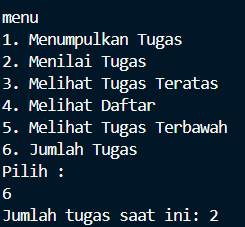 menu
1. Menumpulkan Tugas
2. Menilai Tugas
3. Melihat Tugas Teratas
4. Melihat Daftar
5. Melihat Tugas Terbawah
6. Jumlah Tugas
Pilih :
6
Jumlah tugas saat ini: 2